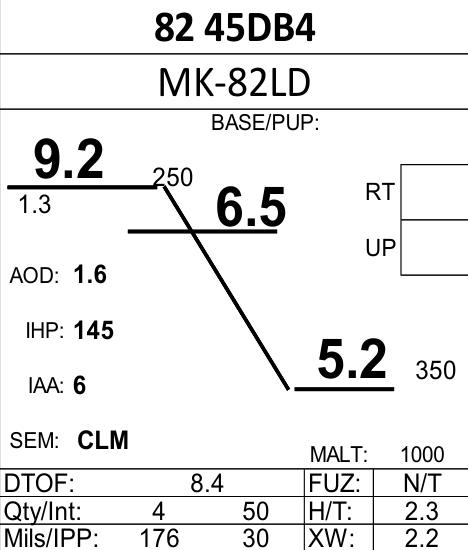 82 45DB4
MK-82LD
BASE/PUP:
9.2
250
1.3
6.5
RT
UP
AOD: 1.6
IHP: 145
IAA: 6
5.2 350
SEM: CLM
MALT: 1000
DTOF: 8.4 FUZ: N/T
Qty/Int: 4 50 H/T: 2.3
Mils/IPP: 176 30 XW: 2.2